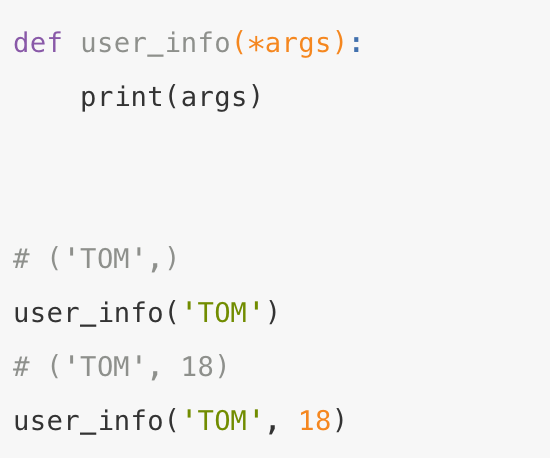 def user_info(*args):
    print(args)
# ('TOM',)
user_info('TOM')
# ('TOM', 18)
user_info('TOM', 18)